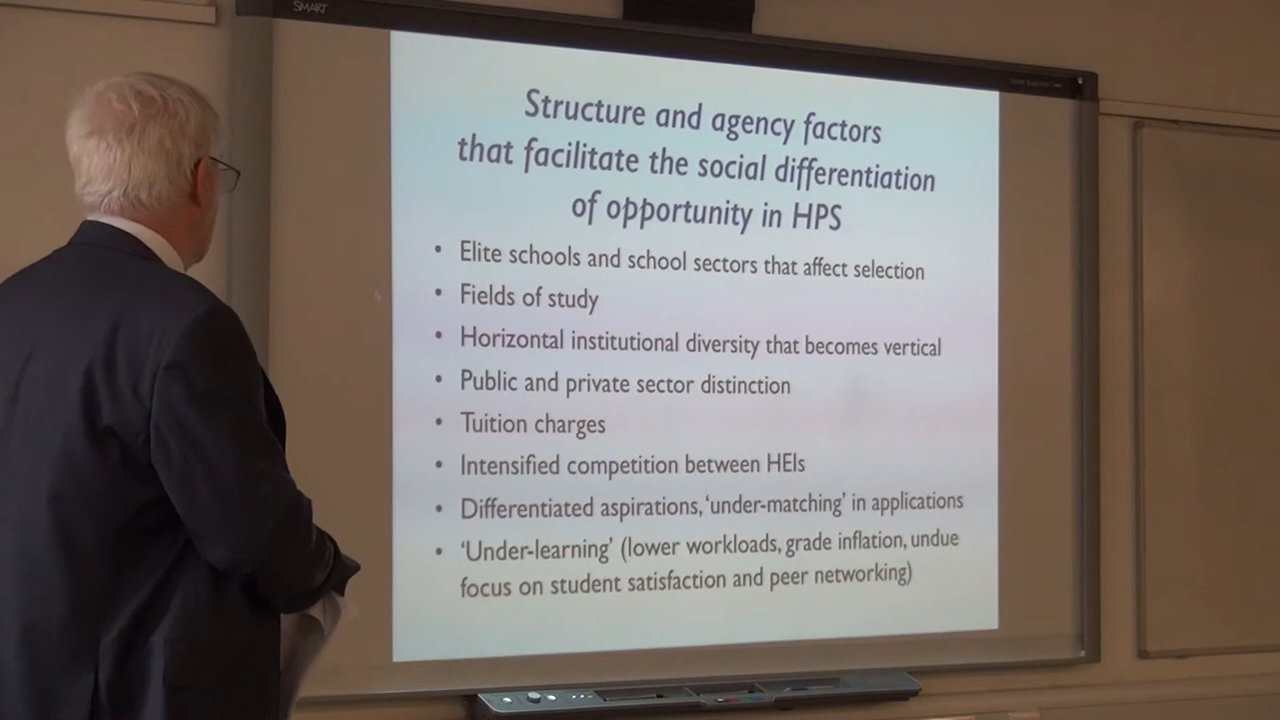 SMART
Structure and agency factors
that facilitate the social differentiation
of opportunity in HPS
• Elite schools and school sectors that affect selection
• Fields of study
• Horizontal institutional diversity that becomes vertical
• Public and private sector distinction
• Tuition charges
• Intensified competition between HEIs
• Differentiated aspirations, ‘under-matching’ in applications
• ‘Under-learning’ (lower workloads, grade inflation, undue
focus on student satisfaction and peer networking)